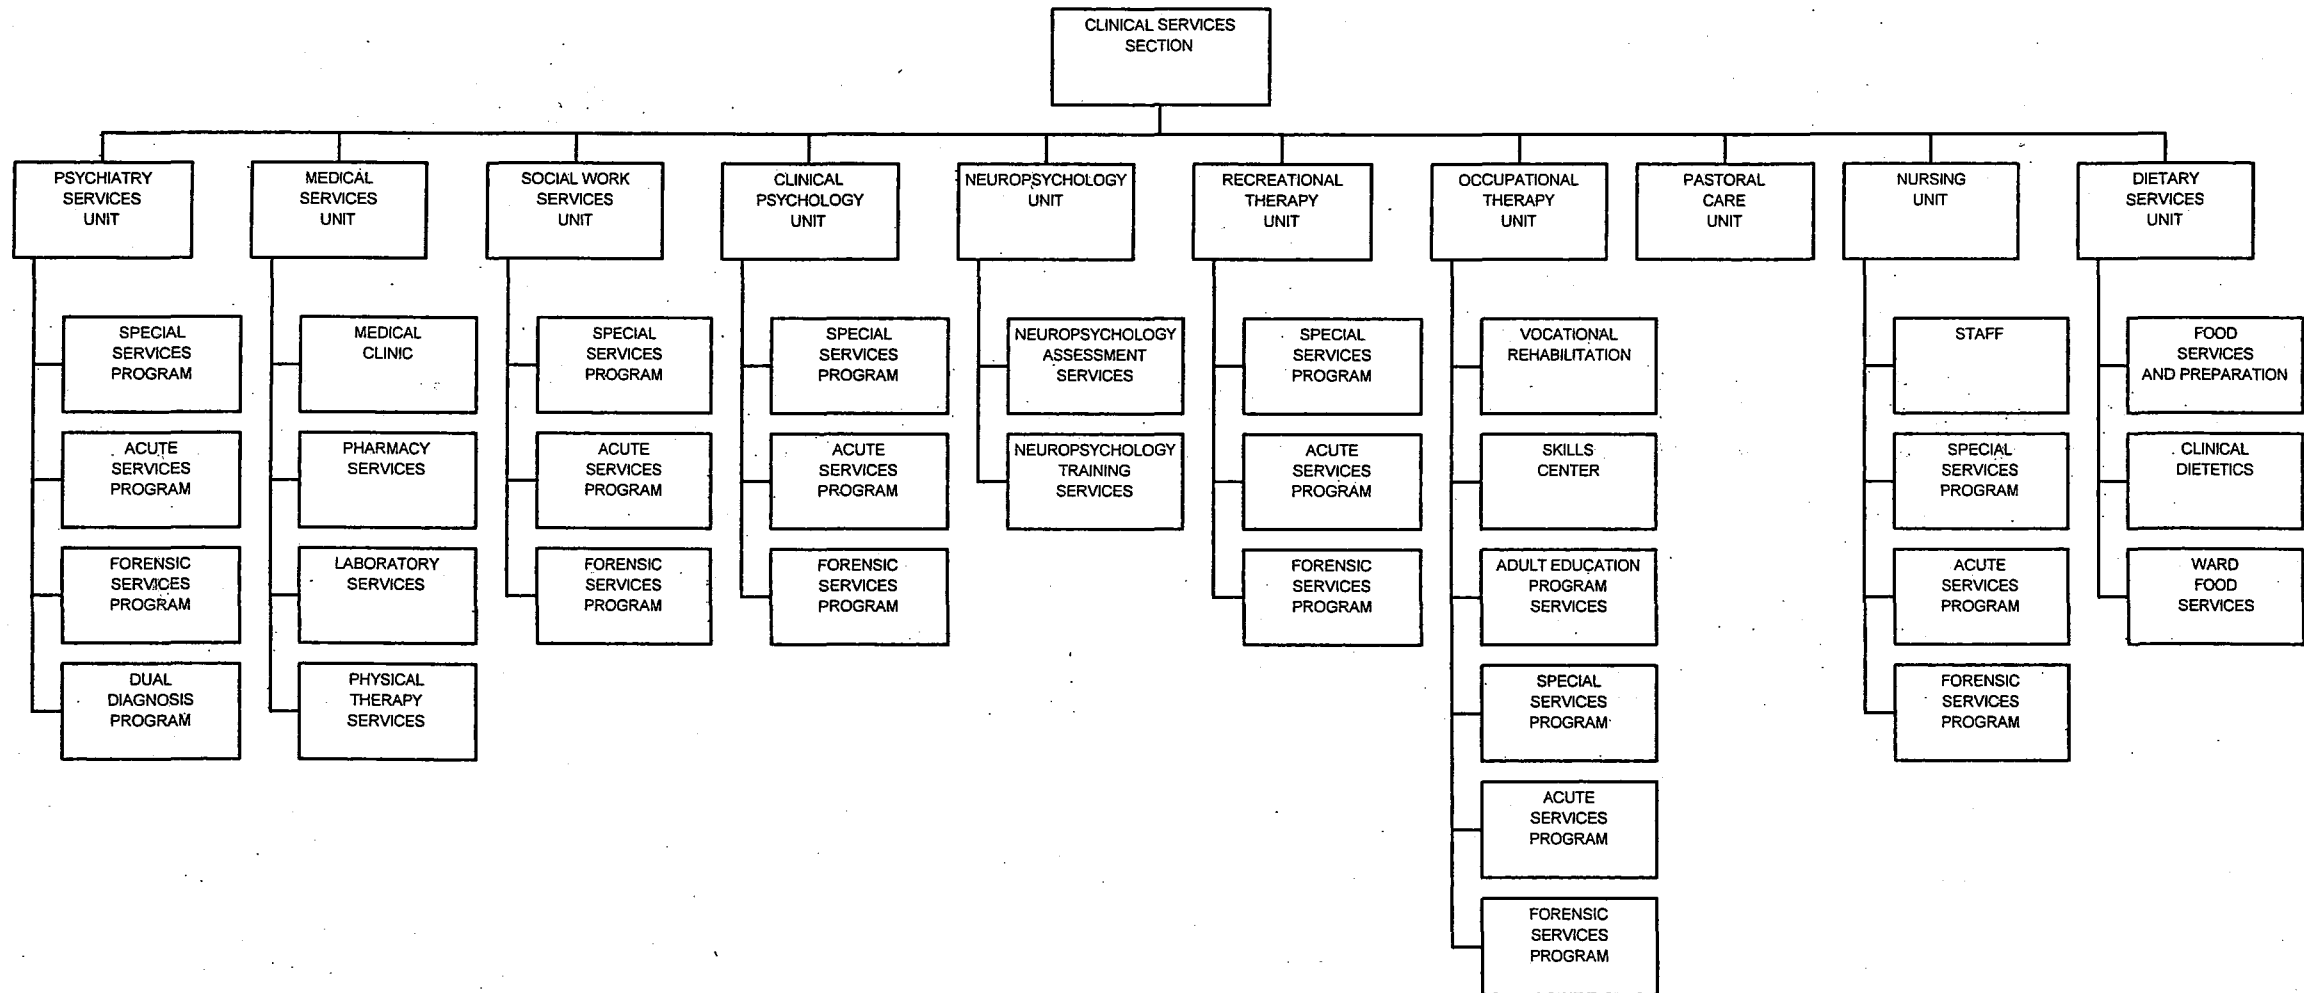 CLINICAL SERVICES
SECTION
PSYCHIATRY
SERVICES
UNIT
MEDICAL
SERVICES
UNIT
SOCIAL WORK
SERVICES
UNIT
CLINICAL
PSYCHOLOGY
UNIT
NEUROPSYCHOLOGY
UNIT
RECREATIONAL
THERAPY
UNIT
OCCUPATIONAL
THERAPY
UNIT
PASTORAL
CARE
UNIT
NURSING
UNIT
DIETARY
SERVICES
UNIT
SPECIAL
SERVICES
PROGRAM
ACUTE
SERVICES
PROGRAM
FORENSIC
SERVICES
PROGRAM
DUAL
DIAGNOSIS
PROGRAM
MEDICAL
CLINIC
PHARMACY
SERVICES
LABORATORY
SERVICES
PHYSICAL
THERAPY
SERVICES
SPECIAL
SERVICES
PROGRAM
ACUTE
SERVICES
PROGRAM
FORENSIC
SERVICES
PROGRAM
SPECIAL
SERVICES
PROGRAM
ACUTE
SERVICES
PROGRAM
FORENSIC
SERVICES
PROGRAM
NEUROPSYCHOLOGY
ASSESSMENT
SERVICES
NEUROPSYCHOLOGY
TRAINING
SERVICES
SPECIAL
SERVICES
PROGRAM
ACUTE
SERVICES
PROGRAM
FORENSIC
SERVICES
PROGRAM
VOCATIONAL
REHABILITATION
SKILLS
CENTER
ADULT EDUCATION
PROGRAM
SERVICES
SPECIAL
SERVICES
PROGRAM
ACUTE
SERVICES
PROGRAM
FORENSIC
SERVICES
PROGRAM
STAFF
SPECIAL
SERVICES
PROGRAM
ACUTE
SERVICES
PROGRAM
FORENSIC
SERVICES
PROGRAM
FOOD
SERVICES
AND PREPARATION
CLINICAL
DIETETICS
WARD
FOOD
SERVICES